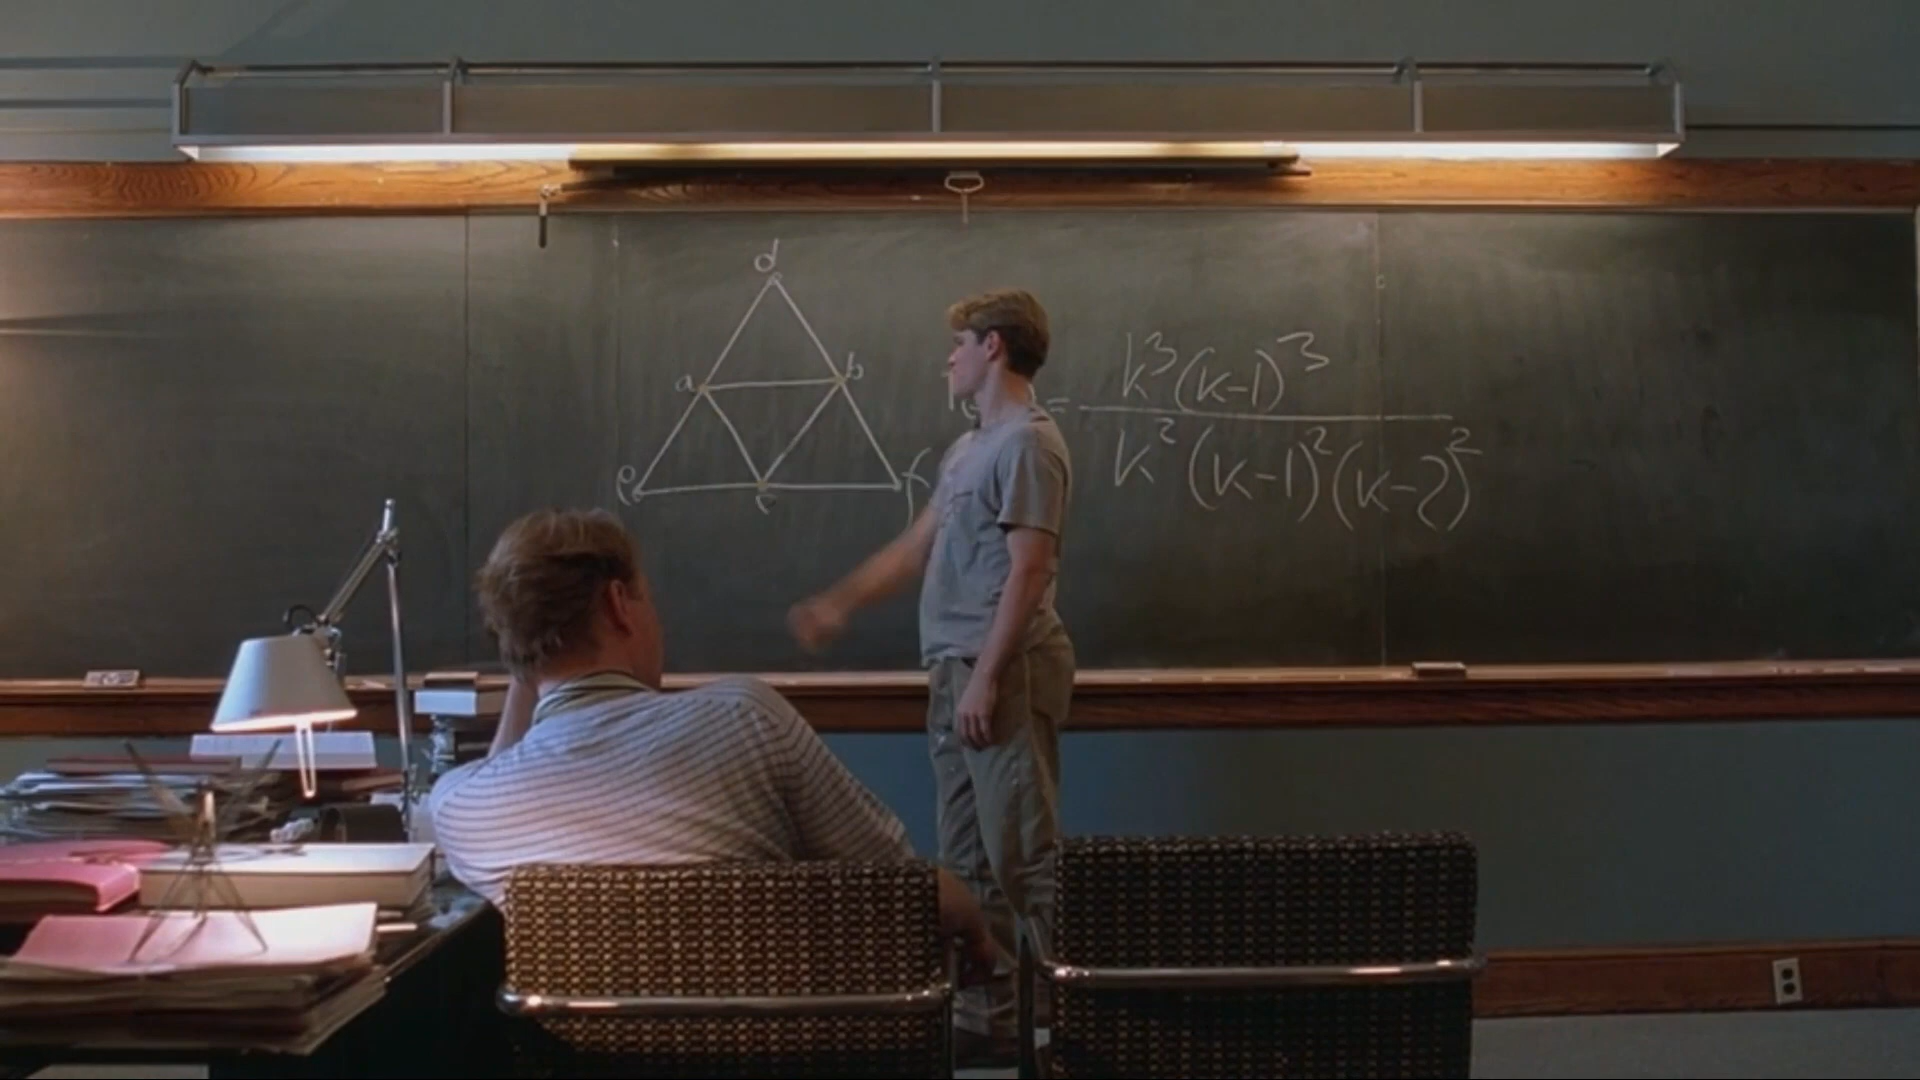 d
a b
e c f
= k³(k-1)³
k²(k-1)²(k-2)²